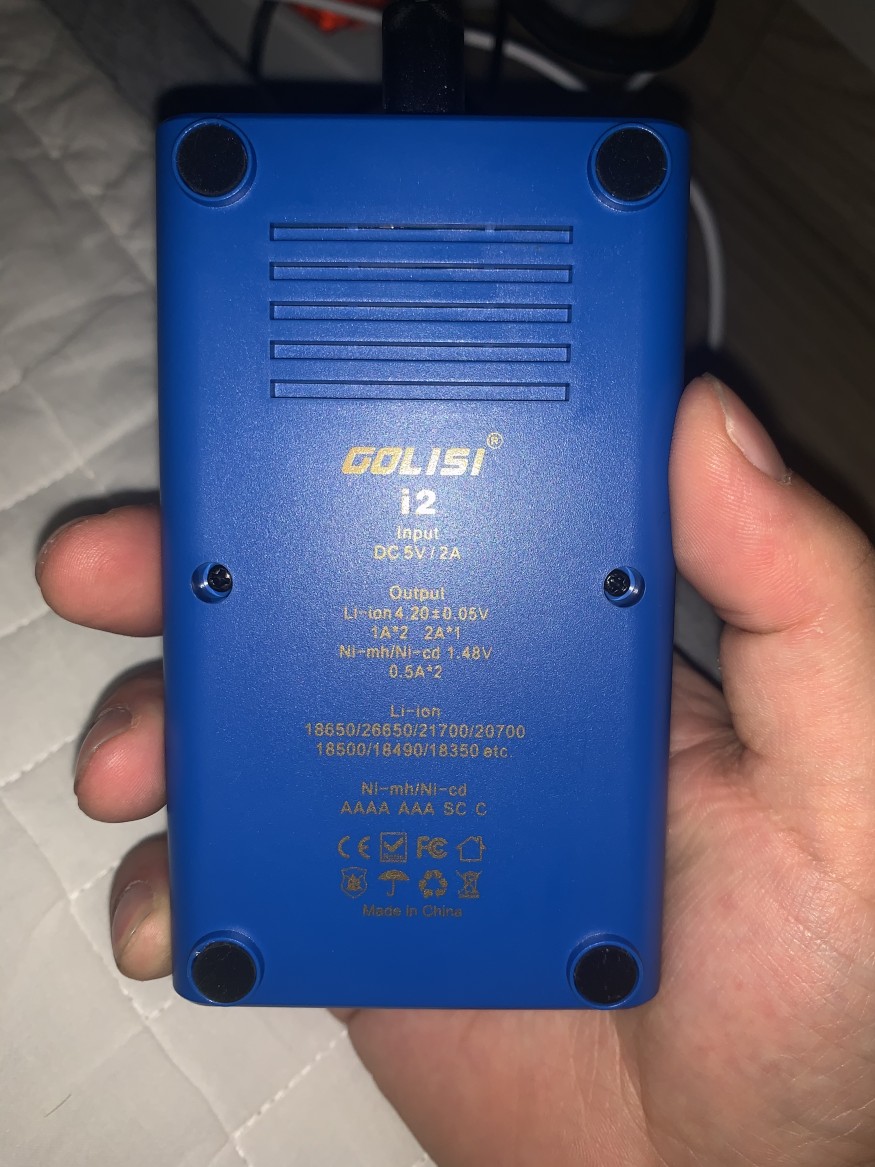 GOLISI®
i2
Input
DC 5V / 2A
Output
Li-ion 4.20±0.05V
1A*2 2A*1
Ni-mh/Ni-cd 1.48V
0.5A*2
Li-ion
18650/26650/21700/20700
18500/18490/18350 etc.
Ni-mh/Ni-cd
AAAA AAA SC C
CE FC
Made in China